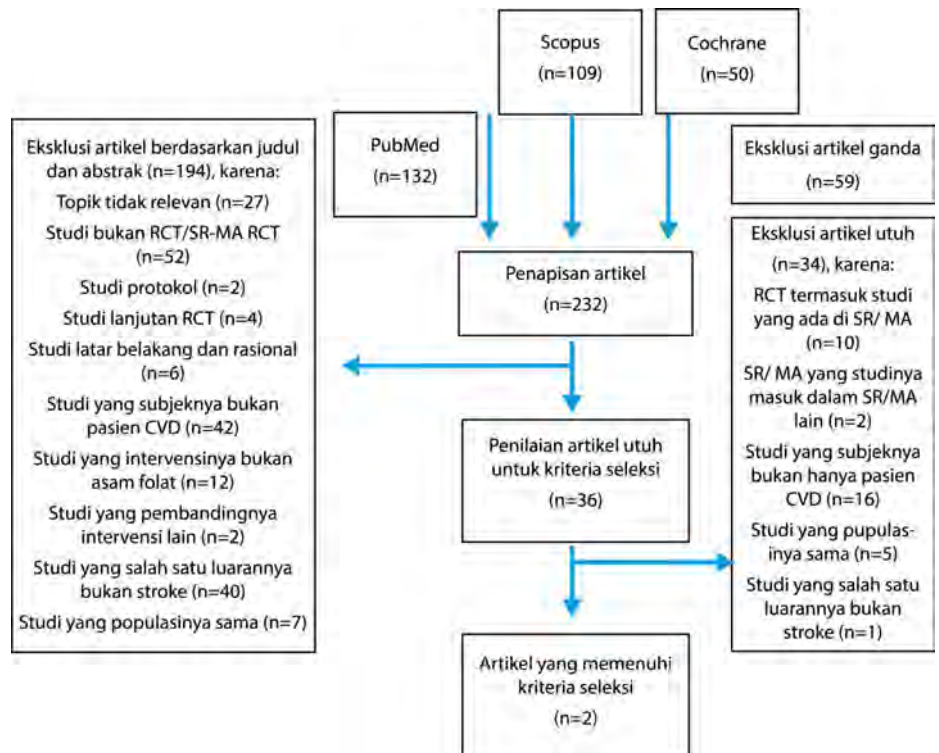 Scopus
(n=109)
Cochrane
(n=50)
PubMed
(n=132)
Eksklusi artikel ganda
(n=59)
Penapisan artikel
(n=232)
Eksklusi artikel berdasarkan judul
dan abstrak (n=194), karena:
Topik tidak relevan (n=27)
Studi bukan RCT/SR-MA RCT
(n=52)
Studi protokol (n=2)
Studi lanjutan RCT (n=4)
Studi latar belakang dan rasional
(n=6)
Studi yang subjeknya bukan
pasien CVD (n=42)
Studi yang intervensinya bukan
asam folat (n=12)
Studi yang pembandingnya
intervensi lain (n=2)
Studi yang salah satu luarannya
bukan stroke (n=40)
Studi yang populasinya sama (n=7)
Penilaian artikel utuh
untuk kriteria seleksi
(n=36)
Eksklusi artikel utuh
(n=34), karena:
RCT termasuk studi
yang ada di SR/ MA
(n=10)
SR/ MA yang studinya
masuk dalam SR/MA
lain (n=2)
Studi yang subjeknya
bukan hanya pasien
CVD (n=16)
Studi yang pupulas-
inya sama (n=5)
Studi yang salah satu
luarannya bukan
stroke (n=1)
Artikel yang memenuhi
kriteria seleksi
(n=2)